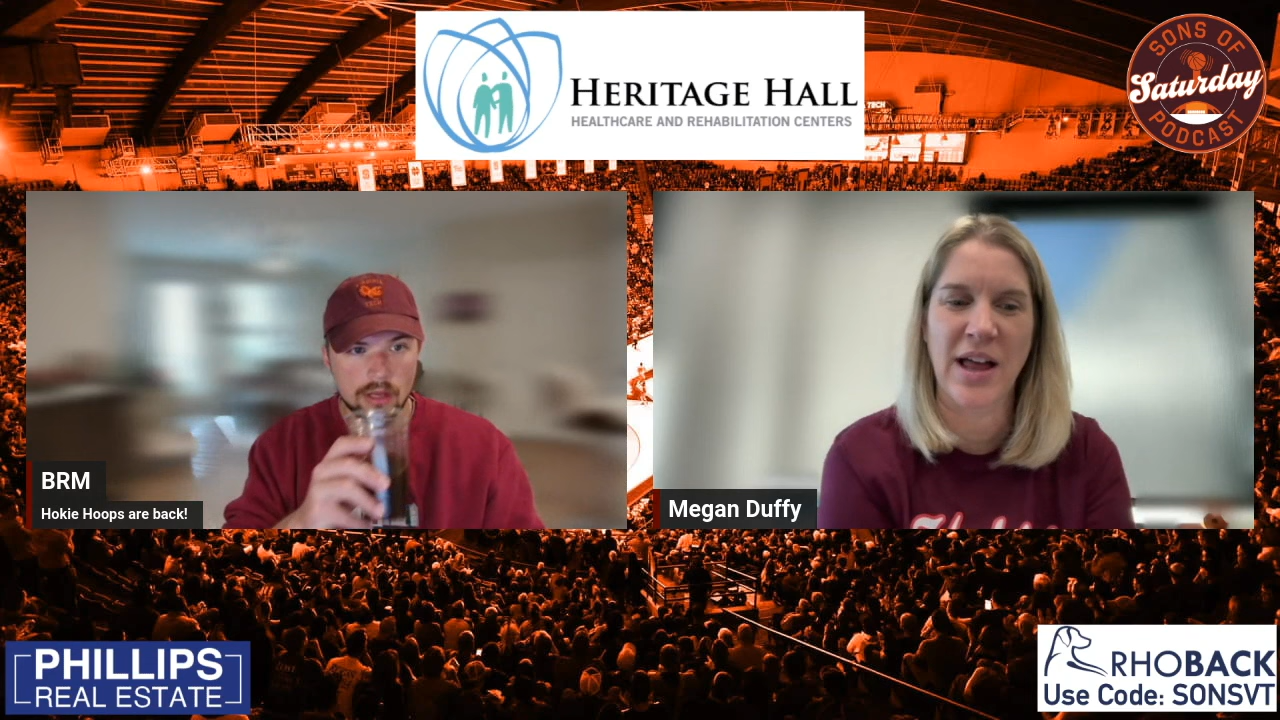 HERITAGE HALL
HEALTHCARE AND REHABILITATION CENTERS
SONS OF
Saturday
PODCAST
TECH
BRM
Hokie Hoops are back!
Megan Duffy
PHILLIPS
REAL ESTATE
RHOBACK
Use Code: SONSVT